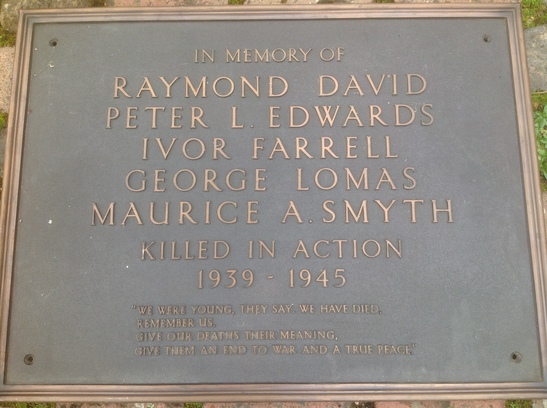 IN MEMORY OF
RAYMOND DAVID
PETER L. EDWARDS
IVOR FARRELL
GEORGE LOMAS
MAURICE A. SMYTH
KILLED IN ACTION
1939 - 1945
"WE WERE YOUNG, THEY SAY. WE HAVE DIED,
REMEMBER US.
GIVE OUR DEATHS THEIR MEANING,
GIVE THEM AN END TO WAR AND A TRUE PEACE."